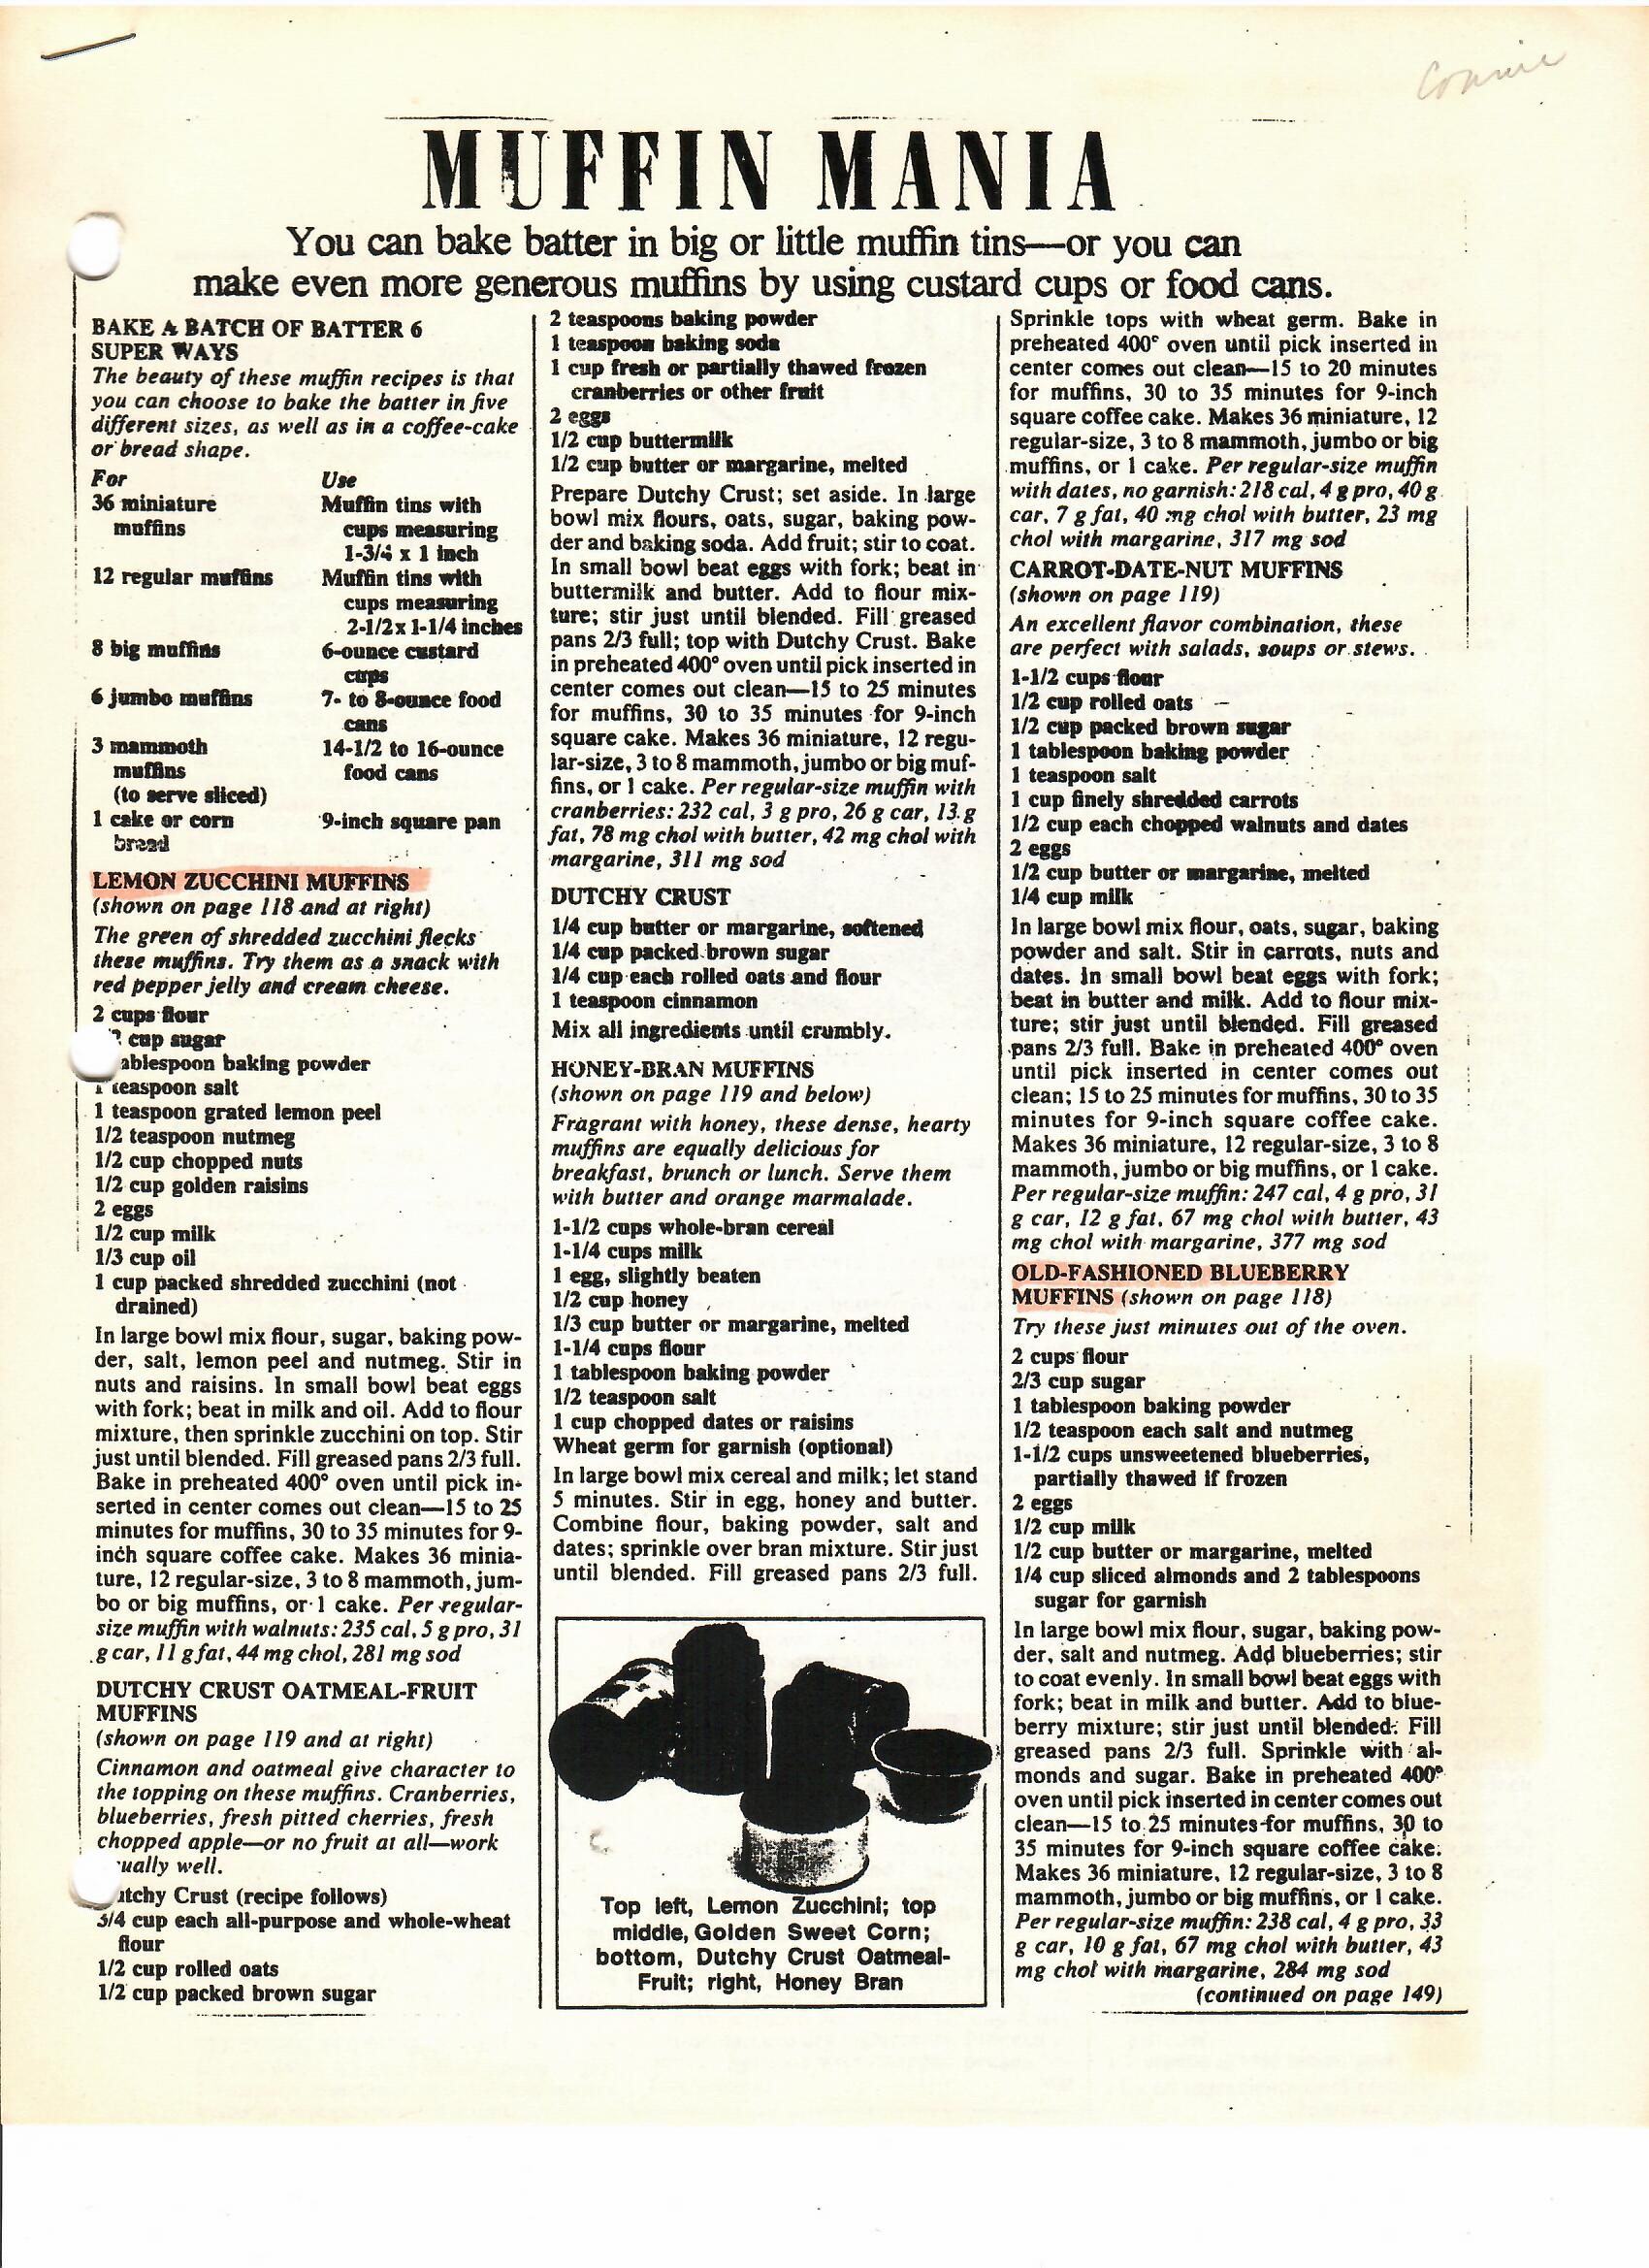 Connie
MUFFIN MANIA
You can bake batter in big or little muffin tins—or you can
make even more generous muffins by using custard cups or food cans.
BAKE A BATCH OF BATTER 6
SUPER WAYS
The beauty of these muffin recipes is that
you can choose to bake the batter in five
different sizes, as well as in a coffee-cake
or bread shape.
For Use
36 miniature Muffin tins with
muffins cups measuring
1-3/4 x 1 inch
12 regular muffins Muffin tins with
cups measuring
2-1/2 x 1-1/4 inches
8 big muffins 6-ounce custard
cups
6 jumbo muffins 7- to 8-ounce food
cans
3 mammoth 14-1/2 to 16-ounce
muffins food cans
(to serve sliced)
1 cake or corn 9-inch square pan
bread
LEMON ZUCCHINI MUFFINS
(shown on page 118 and at right)
The green of shredded zucchini flecks
these muffins. Try them as a snack with
red pepper jelly and cream cheese.
2 cups flour
2 cup sugar
ablespoon baking powder
1 teaspoon salt
1 teaspoon grated lemon peel
1/2 teaspoon nutmeg
1/2 cup chopped nuts
1/2 cup golden raisins
2 eggs
1/2 cup milk
1/3 cup oil
1 cup packed shredded zucchini (not
drained)
In large bowl mix flour, sugar, baking pow-
der, salt, lemon peel and nutmeg. Stir in
nuts and raisins. In small bowl beat eggs
with fork; beat in milk and oil. Add to flour
mixture, then sprinkle zucchini on top. Stir
just until blended. Fill greased pans 2/3 full.
Bake in preheated 400° oven until pick in-
serted in center comes out clean—15 to 25
minutes for muffins, 30 to 35 minutes for 9-
inch square coffee cake. Makes 36 minia-
ture, 12 regular-size, 3 to 8 mammoth, jum-
bo or big muffins, or 1 cake. Per regular-
size muffin with walnuts: 235 cal, 5 g pro, 31
g car, 11 g fat, 44 mg chol, 281 mg sod
DUTCHY CRUST OATMEAL-FRUIT
MUFFINS
(shown on page 119 and at right)
Cinnamon and oatmeal give character to
the topping on these muffins. Cranberries,
blueberries, fresh pitted cherries, fresh
chopped apple—or no fruit at all—work
ually well.
utchy Crust (recipe follows)
3/4 cup each all-purpose and whole-wheat
flour
1/2 cup rolled oats
1/2 cup packed brown sugar
2 teaspoons baking powder
1 teaspoon baking soda
1 cup fresh or partially thawed frozen
cranberries or other fruit
2 eggs
1/2 cup buttermilk
1/2 cup butter or margarine, melted
Prepare Dutchy Crust; set aside. In large
bowl mix flours, oats, sugar, baking pow-
der and baking soda. Add fruit; stir to coat.
In small bowl beat eggs with fork; beat in
buttermilk and butter. Add to flour mix-
ture; stir just until blended. Fill greased
pans 2/3 full; top with Dutchy Crust. Bake
in preheated 400° oven until pick inserted in
center comes out clean—15 to 25 minutes
for muffins, 30 to 35 minutes for 9-inch
square cake. Makes 36 miniature, 12 regu-
lar-size, 3 to 8 mammoth, jumbo or big muf-
fins, or 1 cake. Per regular-size muffin with
cranberries: 232 cal, 3 g pro, 26 g car, 13 g
fat, 78 mg chol with butter, 42 mg chol with
margarine, 311 mg sod
DUTCHY CRUST
1/4 cup butter or margarine, softened
1/4 cup packed brown sugar
1/4 cup each rolled oats and flour
1 teaspoon cinnamon
Mix all ingredients until crumbly.
HONEY-BRAN MUFFINS
(shown on page 119 and below)
Fragrant with honey, these dense, hearty
muffins are equally delicious for
breakfast, brunch or lunch. Serve them
with butter and orange marmalade.
1-1/2 cups whole-bran cereal
1-1/4 cups milk
1 egg, slightly beaten
1/2 cup honey
1/3 cup butter or margarine, melted
1-1/4 cups flour
1 tablespoon baking powder
1/2 teaspoon salt
1 cup chopped dates or raisins
Wheat germ for garnish (optional)
In large bowl mix cereal and milk; let stand
5 minutes. Stir in egg, honey and butter.
Combine flour, baking powder, salt and
dates; sprinkle over bran mixture. Stir just
until blended. Fill greased pans 2/3 full.
Top left, Lemon Zucchini; top
middle, Golden Sweet Corn;
bottom, Dutchy Crust Oatmeal-
Fruit; right, Honey Bran
Sprinkle tops with wheat germ. Bake in
preheated 400° oven until pick inserted in
center comes out clean—15 to 20 minutes
for muffins, 30 to 35 minutes for 9-inch
square coffee cake. Makes 36 miniature, 12
regular-size, 3 to 8 mammoth, jumbo or big
muffins, or 1 cake. Per regular-size muffin
with dates, no garnish: 218 cal, 4 g pro, 40 g
car, 7 g fat, 40 mg chol with butter, 23 mg
chol with margarine, 317 mg sod
CARROT-DATE-NUT MUFFINS
(shown on page 119)
An excellent flavor combination, these
are perfect with salads, soups or stews.
1-1/2 cups flour
1/2 cup rolled oats
1/2 cup packed brown sugar
1 tablespoon baking powder
1 teaspoon salt
1 cup finely shredded carrots
1/2 cup each chopped walnuts and dates
2 eggs
1/2 cup butter or margarine, melted
1/4 cup milk
In large bowl mix flour, oats, sugar, baking
powder and salt. Stir in carrots, nuts and
dates. In small bowl beat eggs with fork;
beat in butter and milk. Add to flour mix-
ture; stir just until blended. Fill greased
pans 2/3 full. Bake in preheated 400° oven
until pick inserted in center comes out
clean; 15 to 25 minutes for muffins, 30 to 35
minutes for 9-inch square coffee cake.
Makes 36 miniature, 12 regular-size, 3 to 8
mammoth, jumbo or big muffins, or 1 cake.
Per regular-size muffin: 247 cal, 4 g pro, 31
g car, 12 g fat, 67 mg chol with butter, 43
mg chol with margarine, 377 mg sod
OLD-FASHIONED BLUEBERRY
MUFFINS (shown on page 118)
Try these just minutes out of the oven.
2 cups flour
2/3 cup sugar
1 tablespoon baking powder
1/2 teaspoon each salt and nutmeg
1-1/2 cups unsweetened blueberries,
partially thawed if frozen
2 eggs
1/2 cup milk
1/2 cup butter or margarine, melted
1/4 cup sliced almonds and 2 tablespoons
sugar for garnish
In large bowl mix flour, sugar, baking pow-
der, salt and nutmeg. Add blueberries; stir
to coat evenly. In small bowl beat eggs with
fork; beat in milk and butter. Add to blue-
berry mixture; stir just until blended. Fill
greased pans 2/3 full. Sprinkle with al-
monds and sugar. Bake in preheated 400°
oven until pick inserted in center comes out
clean—15 to 25 minutes for muffins, 30 to
35 minutes for 9-inch square coffee cake.
Makes 36 miniature, 12 regular-size, 3 to 8
mammoth, jumbo or big muffins, or 1 cake.
Per regular-size muffin: 238 cal, 4 g pro, 33
g car, 10 g fat, 67 mg chol with butter, 43
mg chol with margarine, 284 mg sod
(continued on page 149)